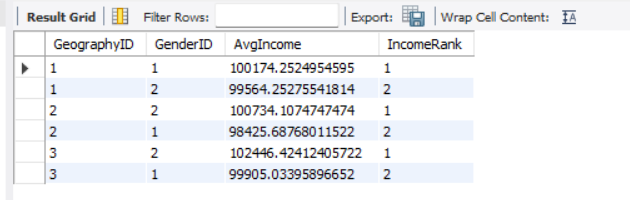 Result Grid Filter Rows: Export: Wrap Cell Content: IA
GeographyID GenderID AvgIncome IncomeRank
1 1 100174.2524954595 1
1 2 99564.25275541814 2
2 2 100734.1074747474 1
2 1 98425.68768011522 2
3 2 102446.42412405722 1
3 1 99905.03395896652 2